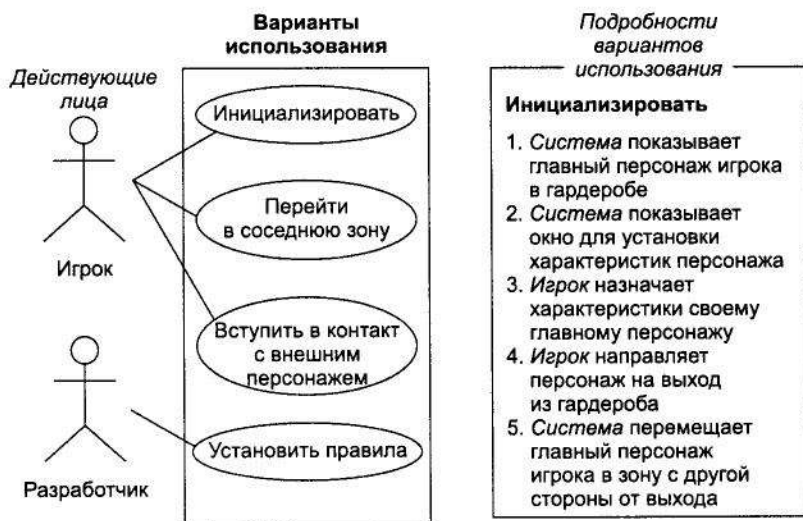 Варианты
использования
Действующие
лица
Инициализировать
Перейти
в соседнюю зону
Игрок
Вступить в контакт
с внешним
персонажем
Установить правила
Разработчик
Подробности
вариантов
использования
Инициализировать
1. Система показывает
главный персонаж игрока
в гардеробе
2. Система показывает
окно для установки
характеристик персонажа
3. Игрок назначает
характеристики своему
главному персонажу
4. Игрок направляет
персонаж на выход
из гардероба
5. Система перемещает
главный персонаж
игрока в зону с другой
стороны от выхода